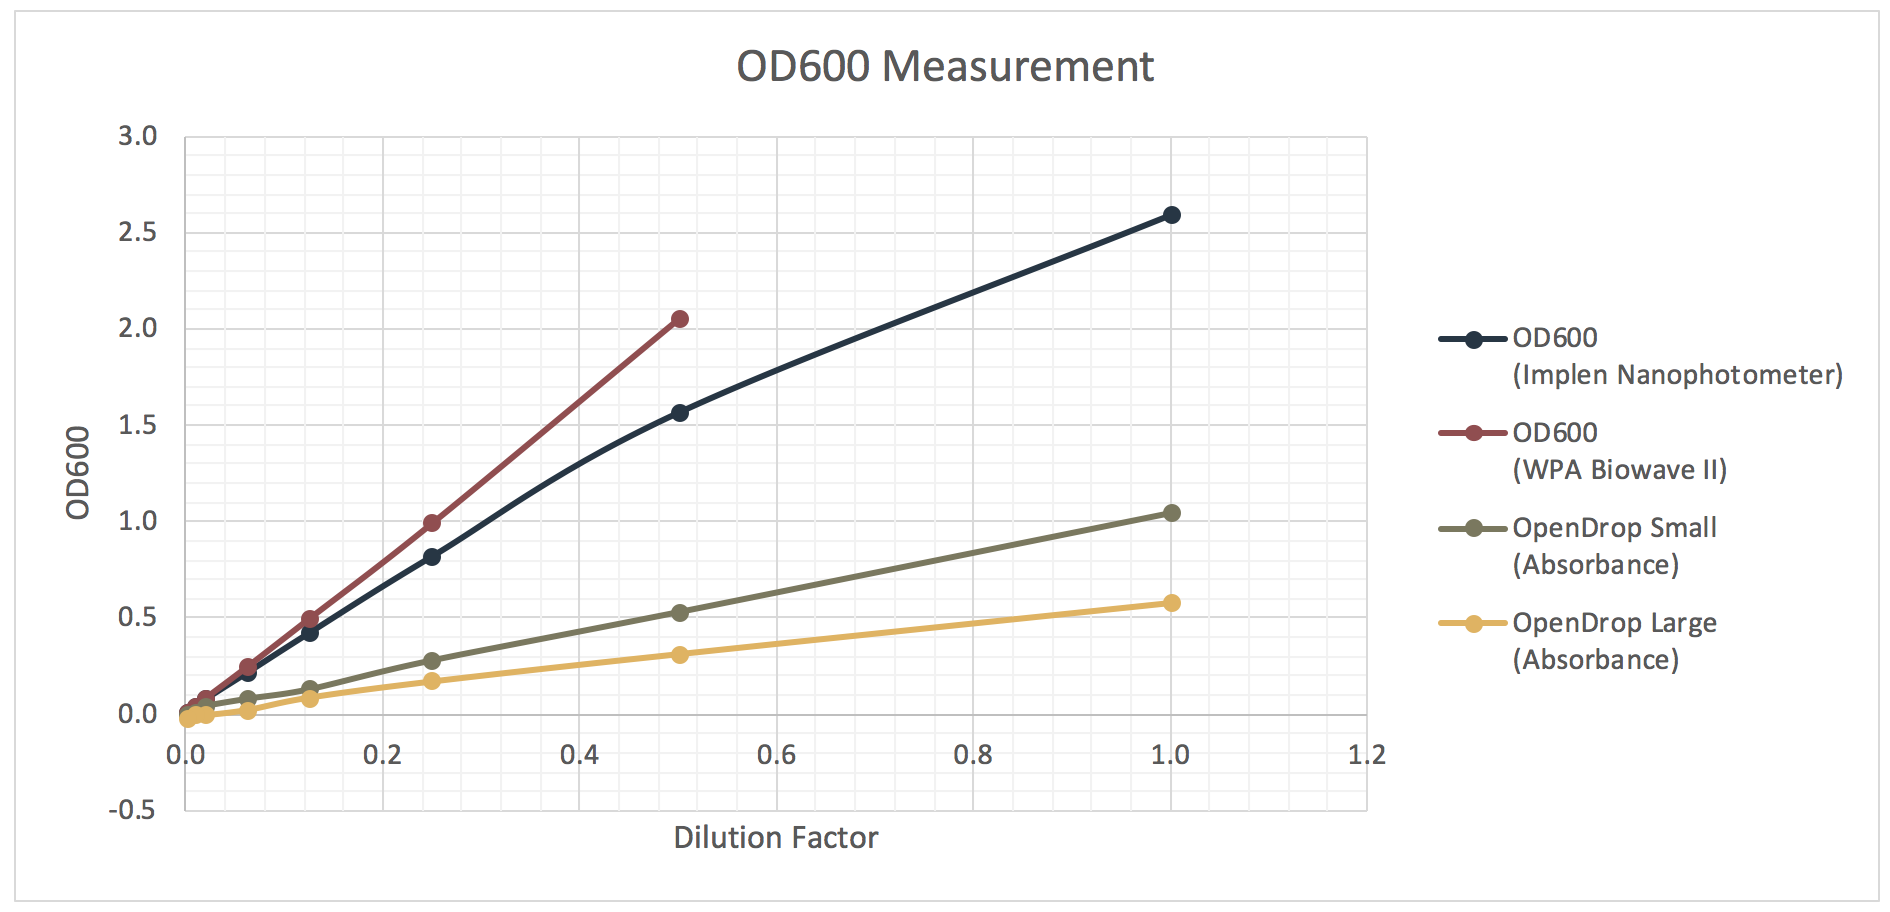 OD600 Measurement
3.0
2.5
2.0
1.5
1.0
0.5
0.0
-0.5
OD600
0.0 0.2 0.4 0.6 0.8 1.0 1.2
Dilution Factor
OD600
(Implen Nanophotometer)
OD600
(WPA Biowave II)
OpenDrop Small
(Absorbance)
OpenDrop Large
(Absorbance)